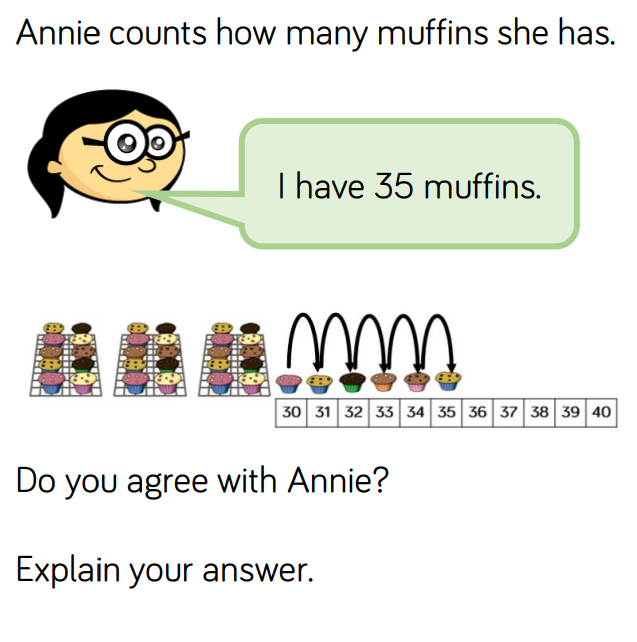 Annie counts how many muffins she has.
I have 35 muffins.
30 31 32 33 34 35 36 37 38 39 40
Do you agree with Annie?
Explain your answer.